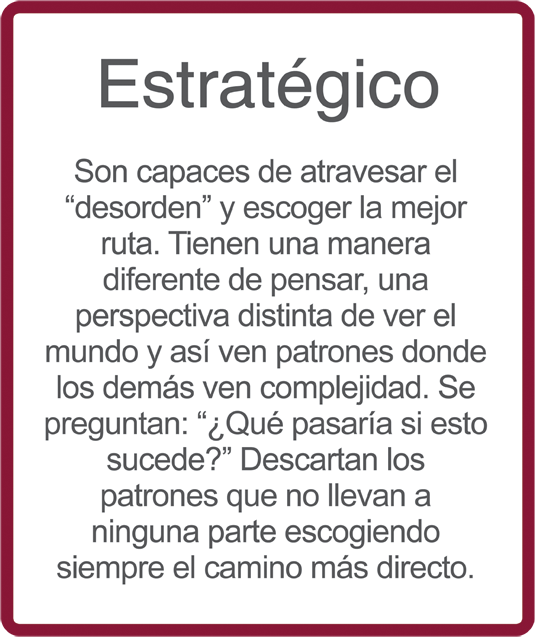 Estratégico
Son capaces de atravesar el
“desorden” y escoger la mejor
ruta. Tienen una manera
diferente de pensar, una
perspectiva distinta de ver el
mundo y así ven patrones donde
los demás ven complejidad. Se
preguntan: “¿Qué pasaría si esto
sucede?” Descartan los
patrones que no llevan a
ninguna parte escogiendo
siempre el camino más directo.